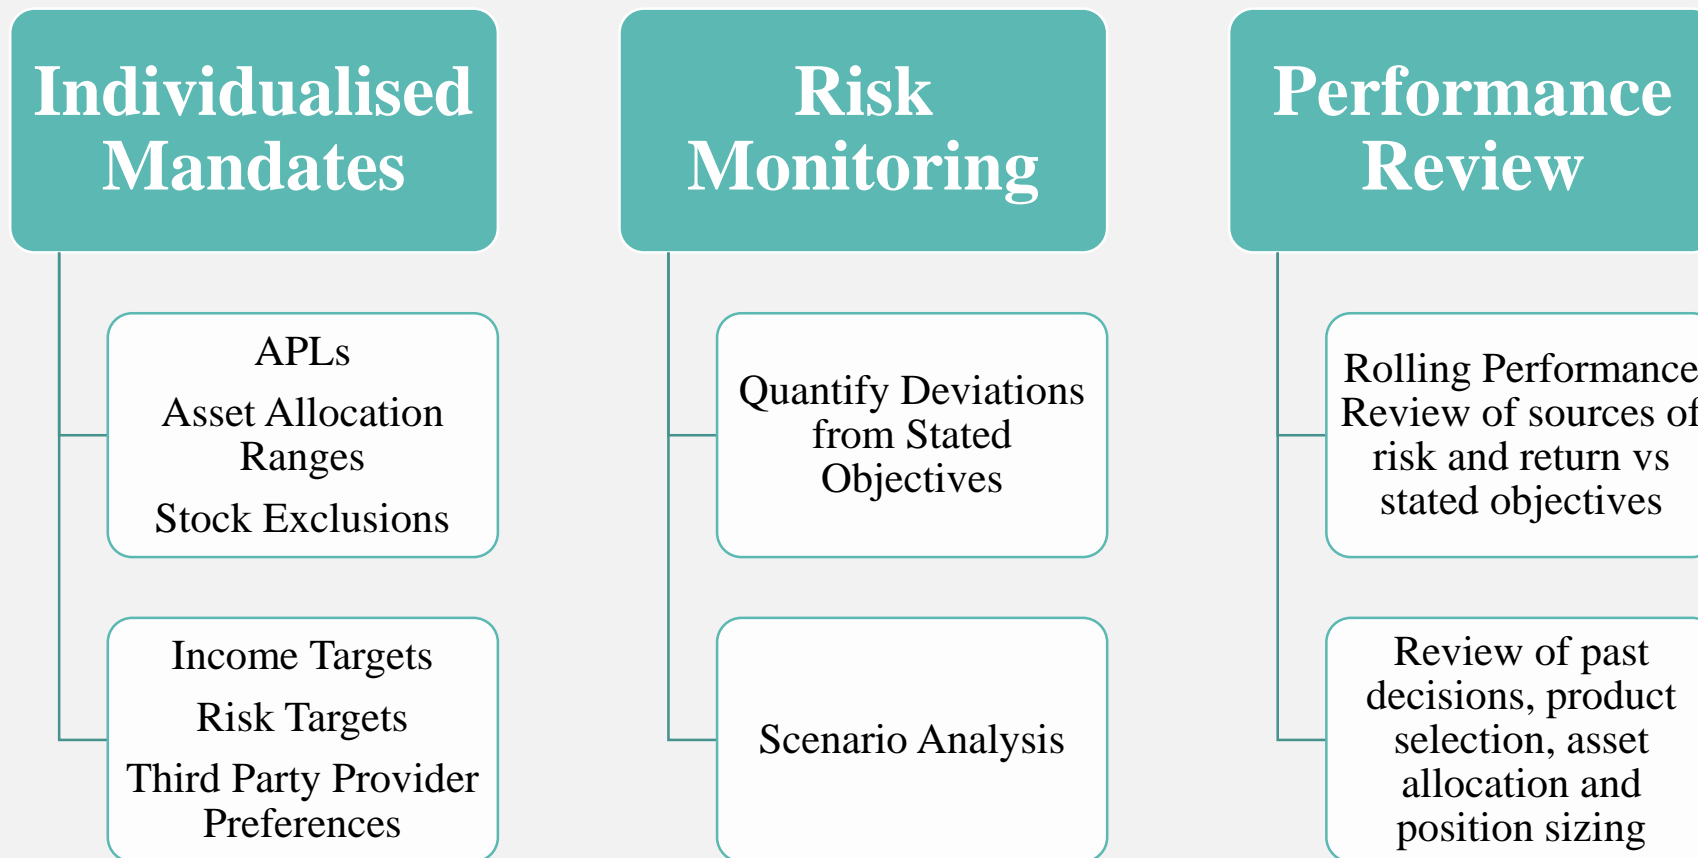 Individualised
Mandates
APLs
Asset Allocation
Ranges
Stock Exclusions
Income Targets
Risk Targets
Third Party Provider
Preferences
Risk
Monitoring
Quantify Deviations
from Stated
Objectives
Scenario Analysis
Performance
Review
Rolling Performance
Review of sources of
risk and return vs
stated objectives
Review of past
decisions, product
selection, asset
allocation and
position sizing